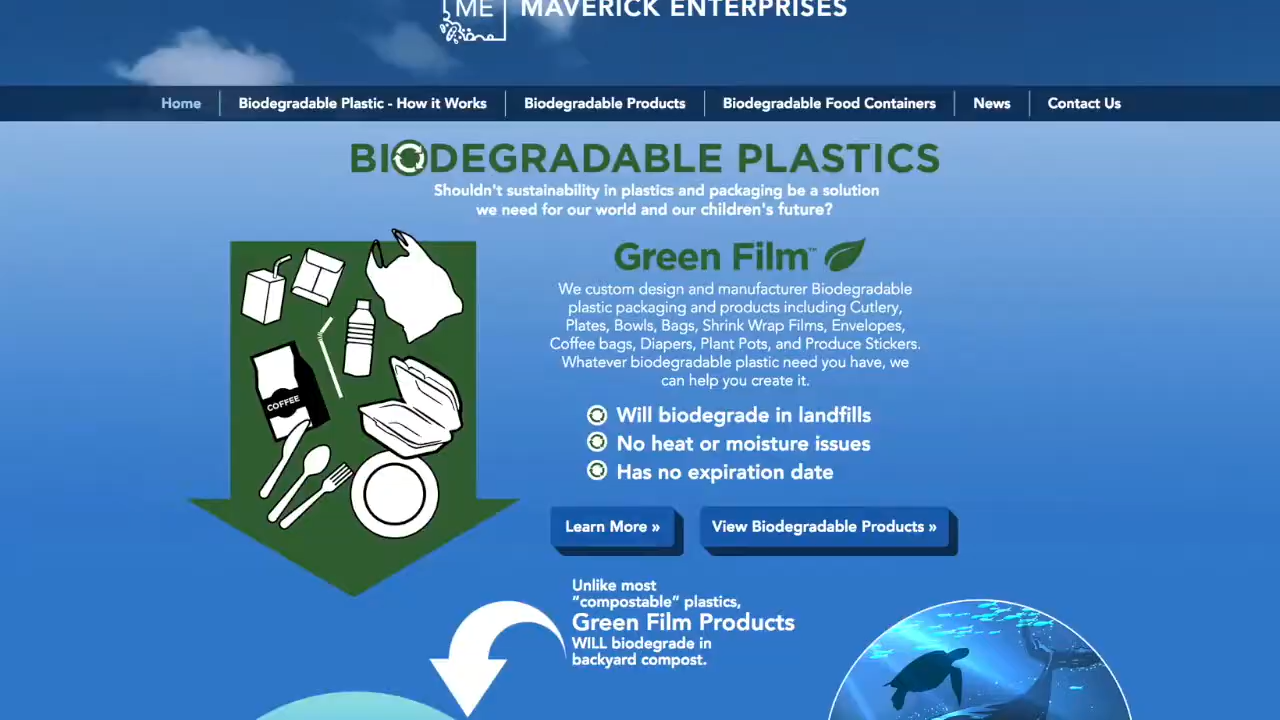 ME
MAVERICK ENTERPRISES
Home
Biodegradable Plastic - How it Works
Biodegradable Products
Biodegradable Food Containers
News
Contact Us
BIODEGRADABLE PLASTICS
Shouldn't sustainability in plastics and packaging be a solution
we need for our world and our children's future?
Green Film™
We custom design and manufacturer Biodegradable
plastic packaging and products including Cutlery,
Plates, Bowls, Bags, Shrink Wrap Films, Envelopes,
Coffee bags, Diapers, Plant Pots, and Produce Stickers.
Whatever biodegradable plastic need you have, we
can help you create it.
COFFEE
Will biodegrade in landfills
No heat or moisture issues
Has no expiration date
Learn More »
View Biodegradable Products »
Unlike most
“compostable” plastics,
Green Film Products
WILL biodegrade in
backyard compost.